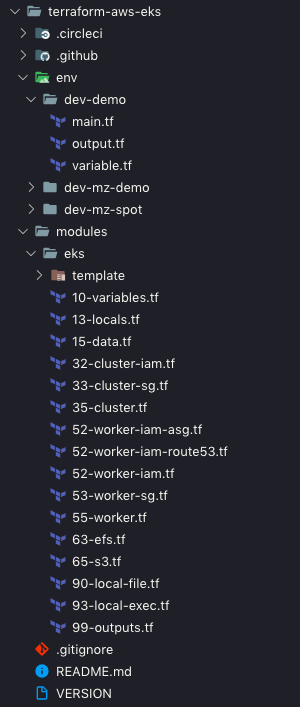 terraform-aws-eks
.circleci
.github
env
dev-demo
main.tf
output.tf
variable.tf
dev-mz-demo
dev-mz-spot
modules
eks
template
10-variables.tf
13-locals.tf
15-data.tf
32-cluster-iam.tf
33-cluster-sg.tf
35-cluster.tf
52-worker-iam-asg.tf
52-worker-iam-route53.tf
52-worker-iam.tf
53-worker-sg.tf
55-worker.tf
63-efs.tf
65-s3.tf
90-local-file.tf
93-local-exec.tf
99-outputs.tf
.gitignore
README.md
VERSION